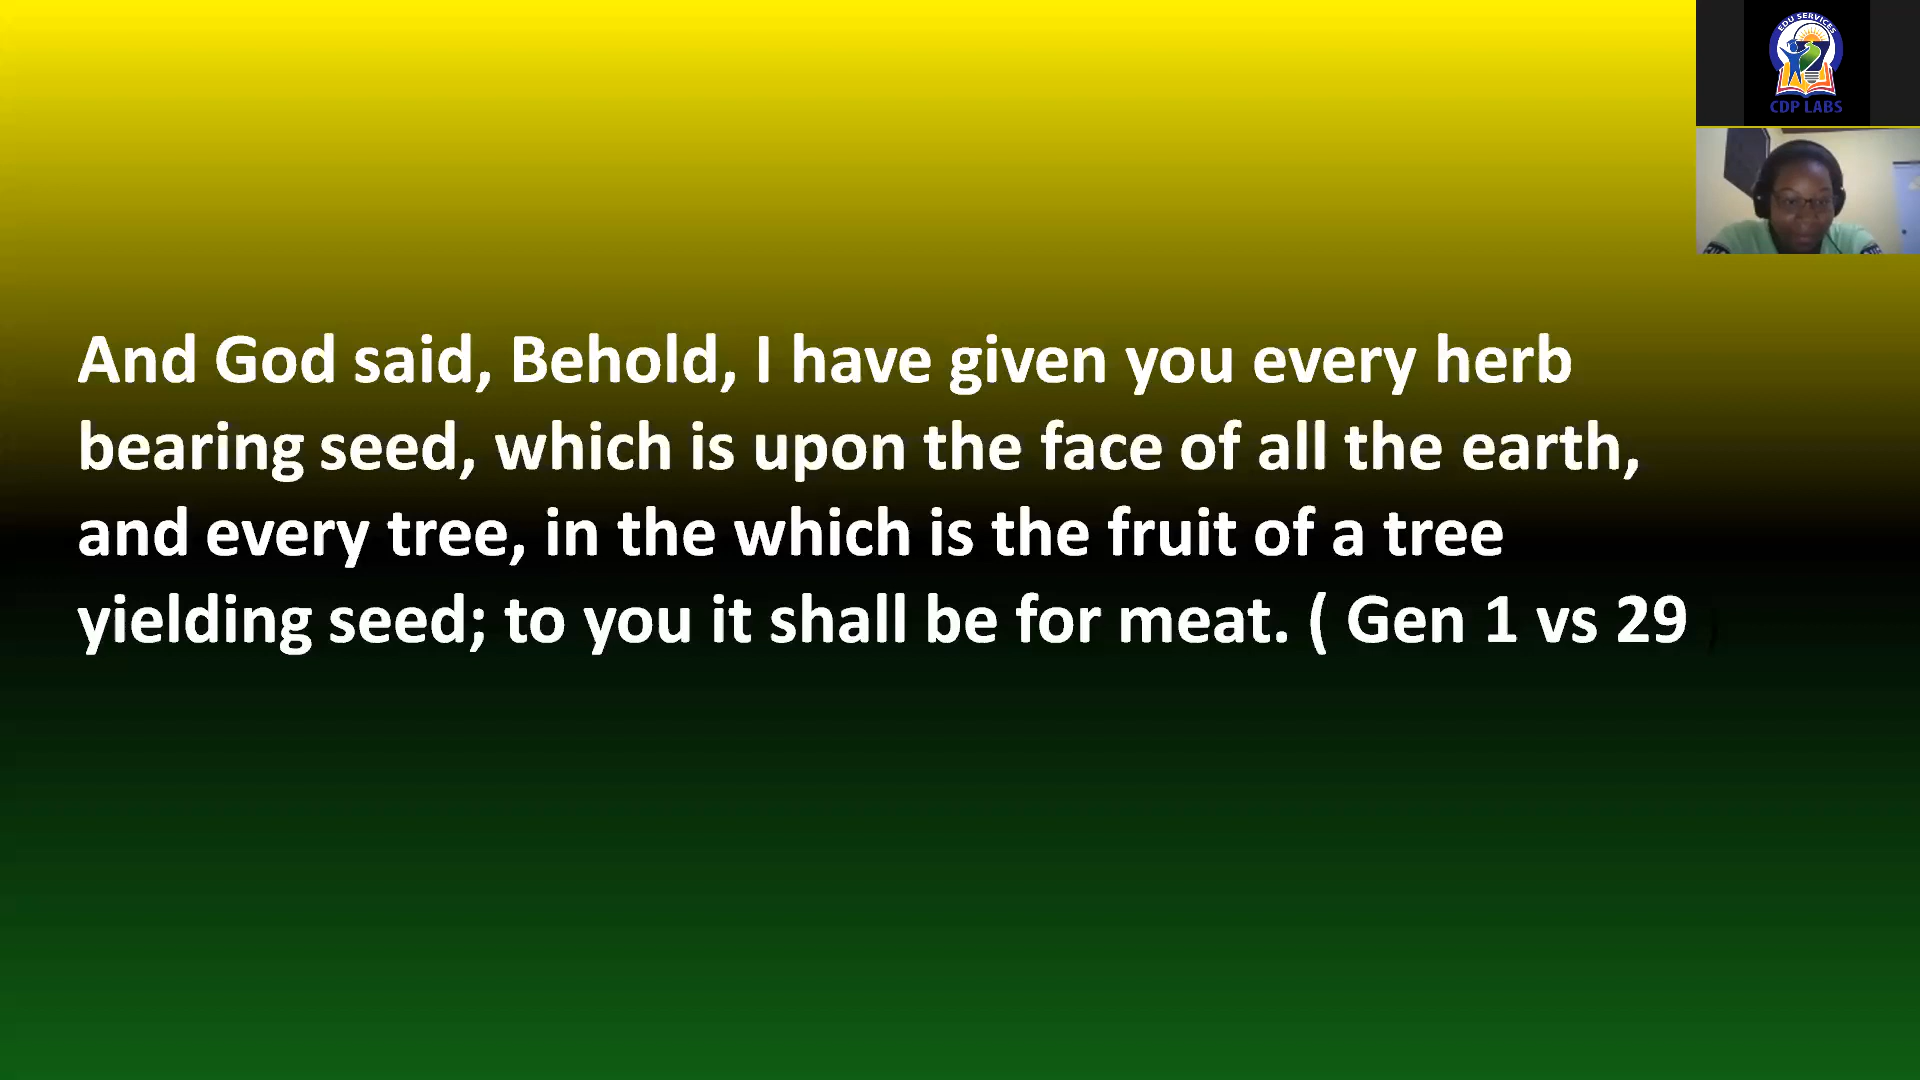 EDU SERVICES
CDP LABS
And God said, Behold, I have given you every herb
bearing seed, which is upon the face of all the earth,
and every tree, in the which is the fruit of a tree
yielding seed; to you it shall be for meat. ( Gen 1 vs 29 )